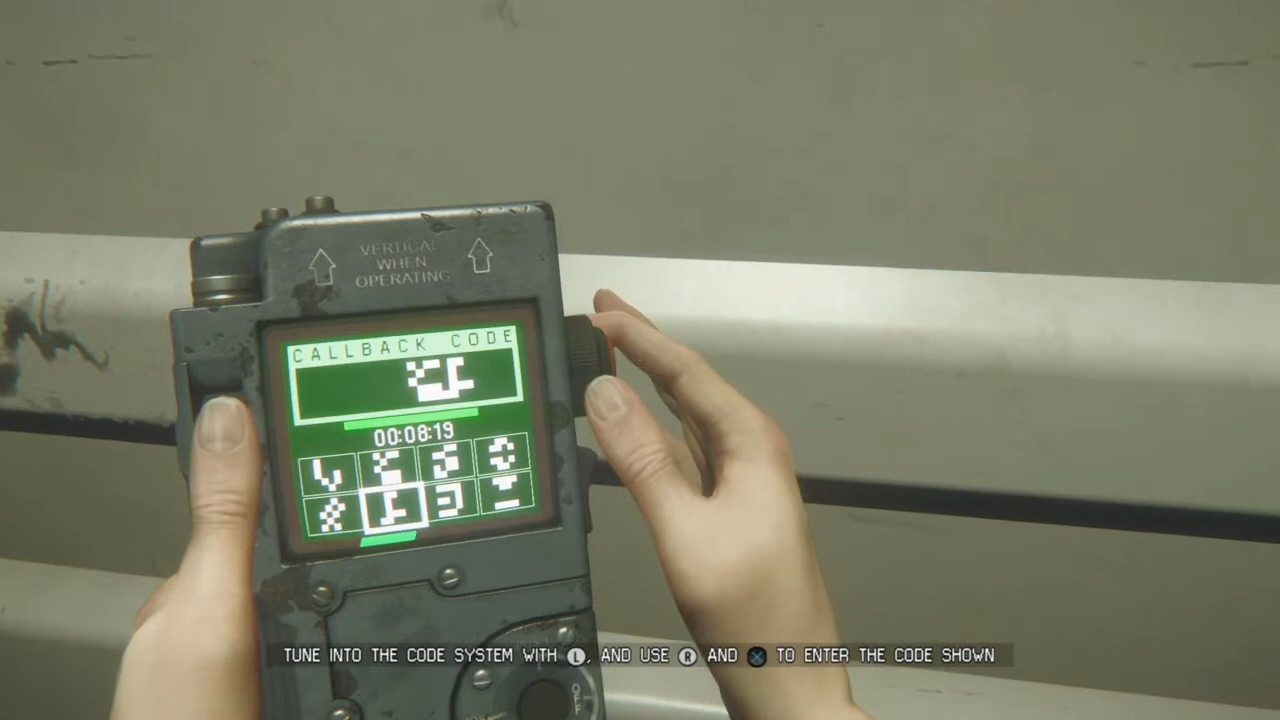 VERTICAL
WHEN
OPERATING
CALLBACK CODE
00:08:19
OFF
TUNE INTO THE CODE SYSTEM WITH L, AND USE R AND X TO ENTER THE CODE SHOWN